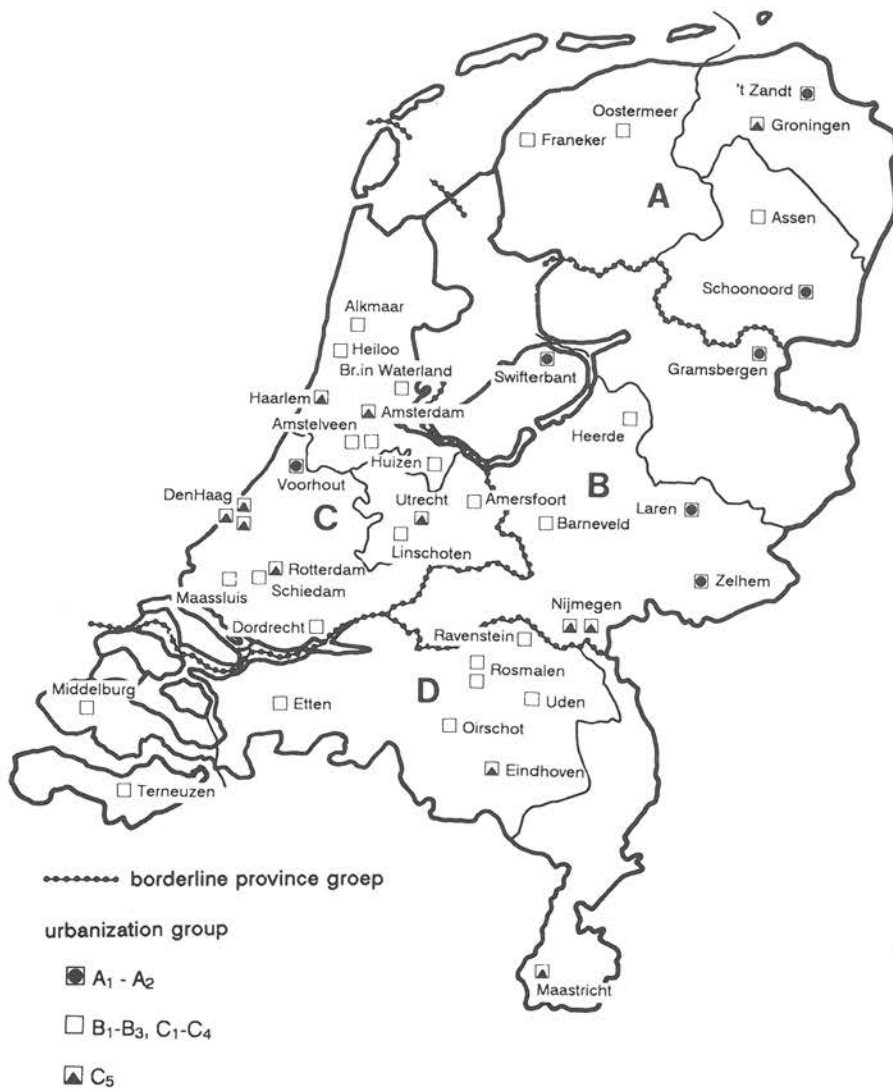 't Zandt
Oostermeer
Groningen
Franeker
A
Assen
Schoonoord
Alkmaar
Heiloo
Br.in Waterland
Swifterbant
Gramsbergen
Haarlem
Amsterdam
Amstelveen
Heerde
Huizen
Voorhout
DenHaag
Utrecht
Amersfoort
B
Laren
C
Barneveld
Linschoten
Rotterdam
Schiedam
Maassluis
Zelhem
Nijmegen
Dordrecht
Ravenstein
Rosmalen
D
Middelburg
Etten
Uden
Oirschot
Eindhoven
Terneuzen
borderline province groep
urbanization group
A₁ - A₂
Maastricht
B₁-B₃, C₁-C₄
C₅